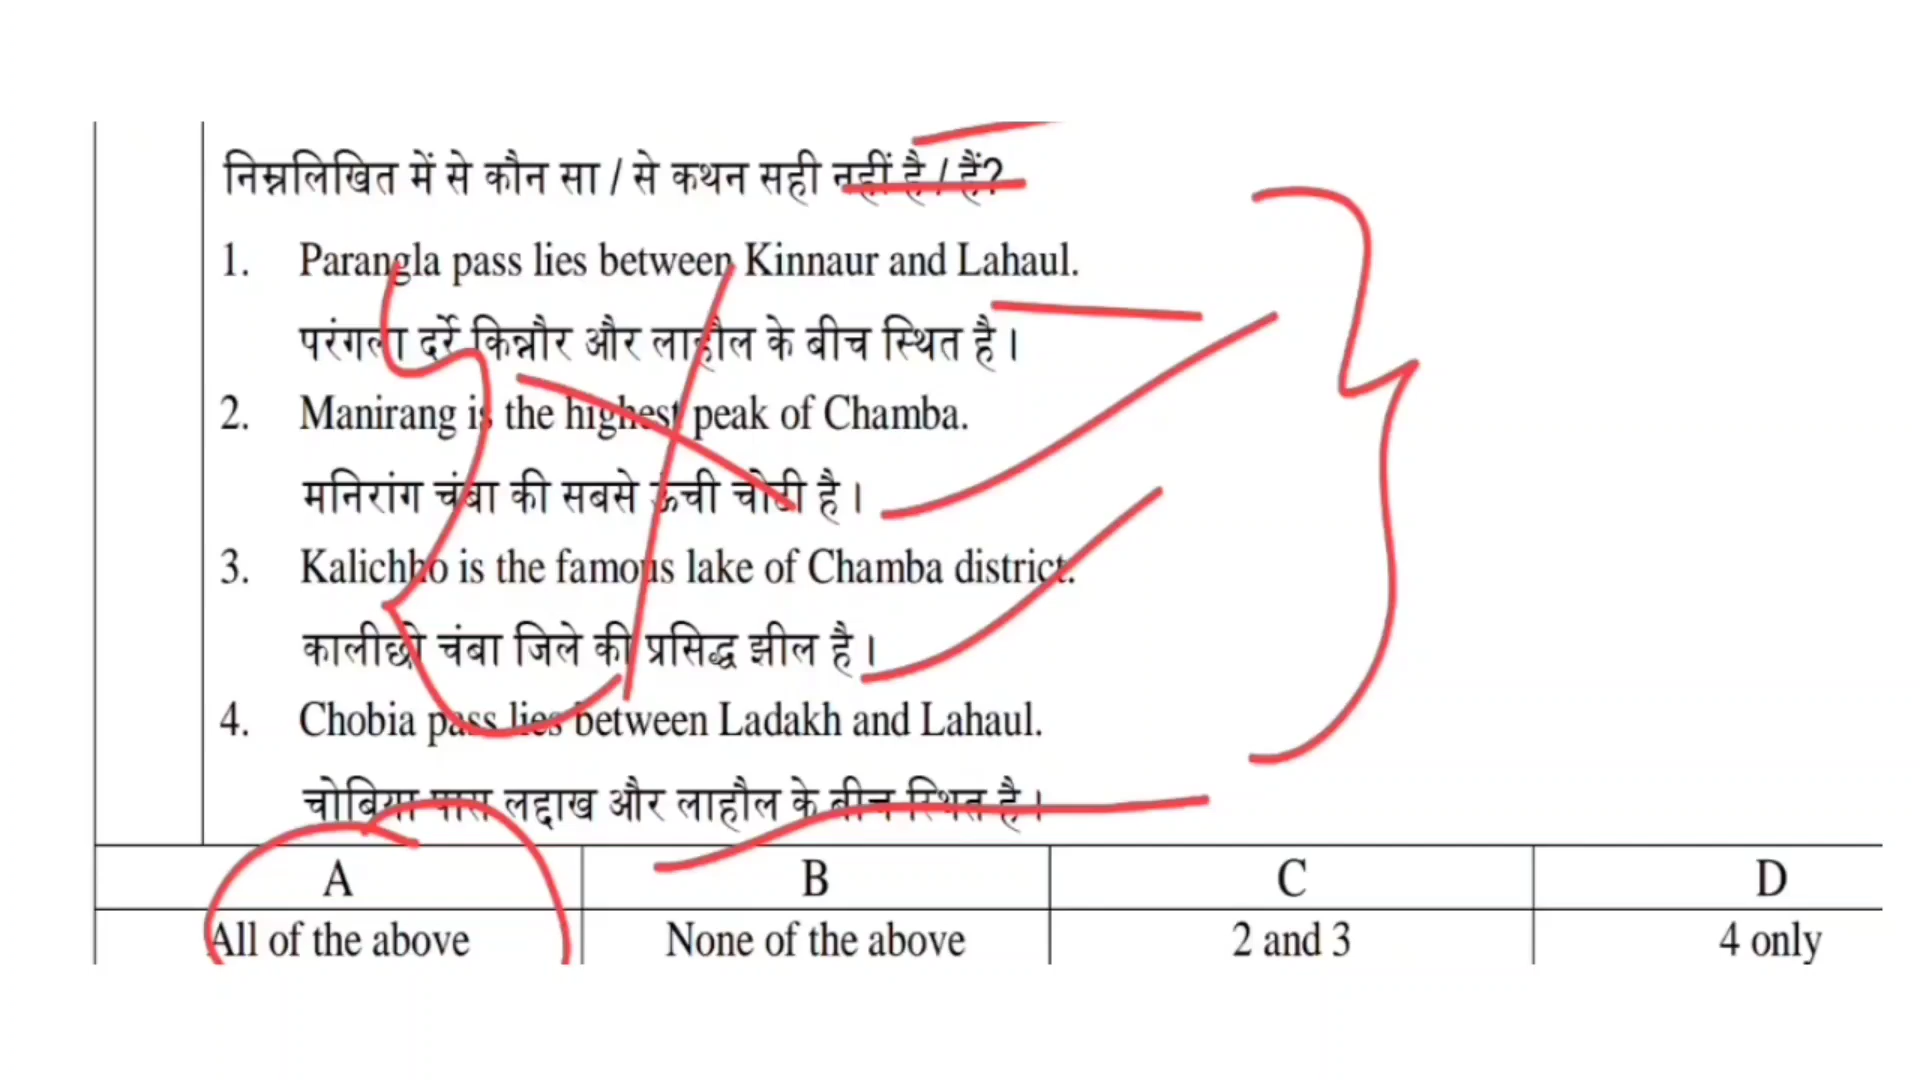 निम्नलिखित में से कौन सा / से कथन सही नहीं है / हैं?
1. Parangla pass lies between Kinnaur and Lahaul.
परंगला दर्रे किन्नौर और लाहौल के बीच स्थित है।
2. Manirang is the highest peak of Chamba.
मनिरांग चंबा की सबसे ऊंची चोटी है।
3. Kalichho is the famous lake of Chamba district.
कालीछो चंबा जिले की प्रसिद्ध झील है।
4. Chobia pass lies between Ladakh and Lahaul.
चोबिया पास लद्दाख और लाहौल के बीच स्थित है।
A B C D
All of the above None of the above 2 and 3 4 only